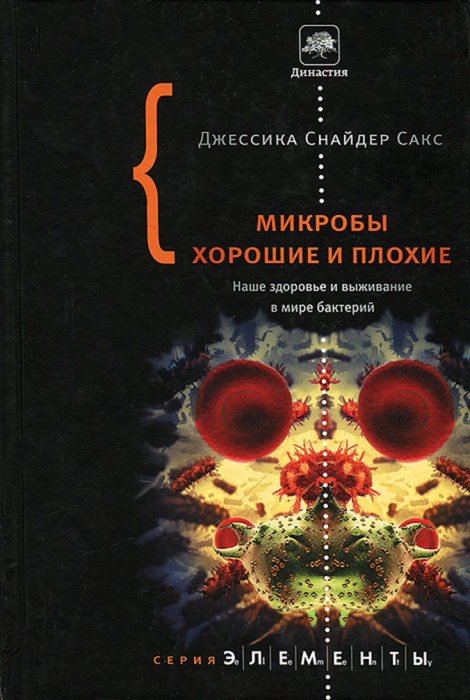 Династия
Джессика Снайдер Сакс
МИКРОБЫ
ХОРОШИЕ И ПЛОХИЕ
Наше здоровье и выживание
в мире бактерий
СЕРИЯ ЭЛЕМЕНТЫ